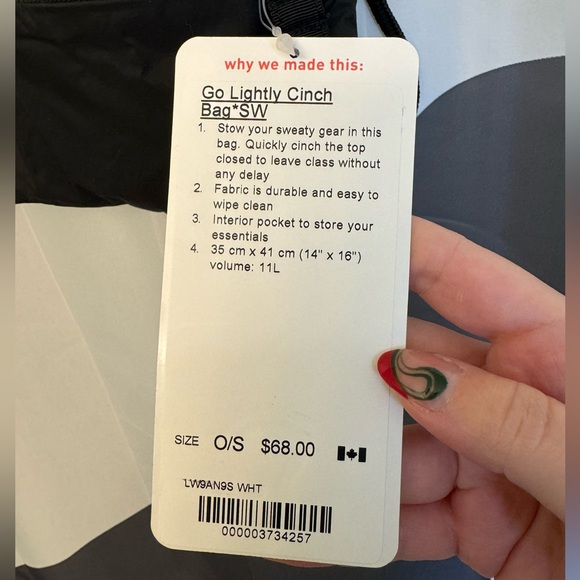 why we made this:
Go Lightly Cinch
Bag*SW
1. Stow your sweaty gear in this
bag. Quickly cinch the top
closed to leave class without
any delay
2. Fabric is durable and easy to
wipe clean
3. Interior pocket to store your
essentials
4. 35 cm x 41 cm (14" x 16")
volume: 11L
SIZE O/S $68.00
LW9AN9S WHT
000003734257